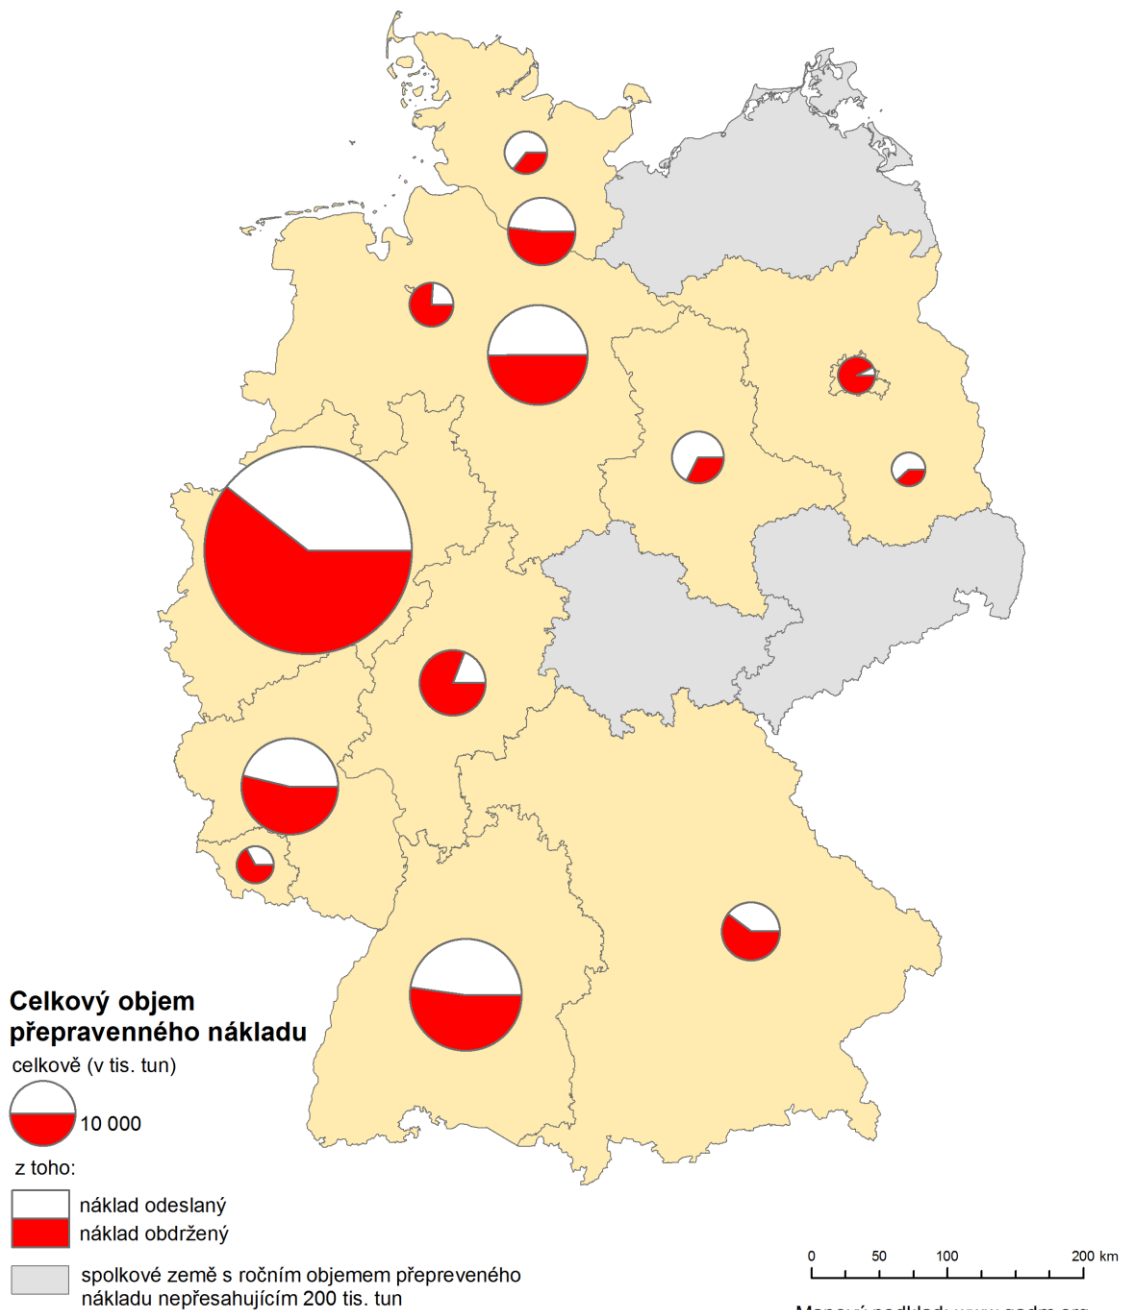 Celkový objem
přepravenného nákladu
celkově (v tis. tun)
10 000
z toho:
náklad odeslaný
náklad obdržený
spolkové země s ročním objemem přepreveného
nákladu nepřesahujícím 200 tis. tun
0 50 100 200 km